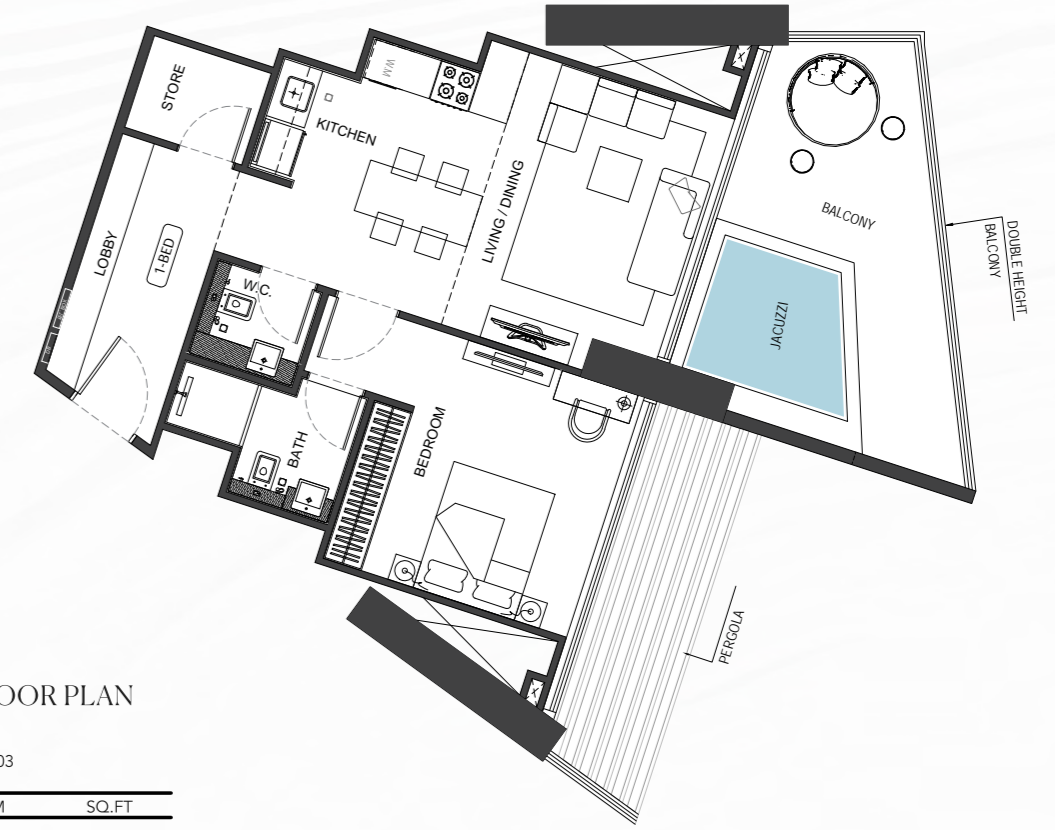 STORE
W.M
KITCHEN
LIVING / DINING
LOBBY
1-BED
W.C.
BALCONY
DOUBLE HEIGHT
BALCONY
JACUZZI
BATH
BEDROOM
PERGOLA
OOR PLAN
03
M SQ.FT